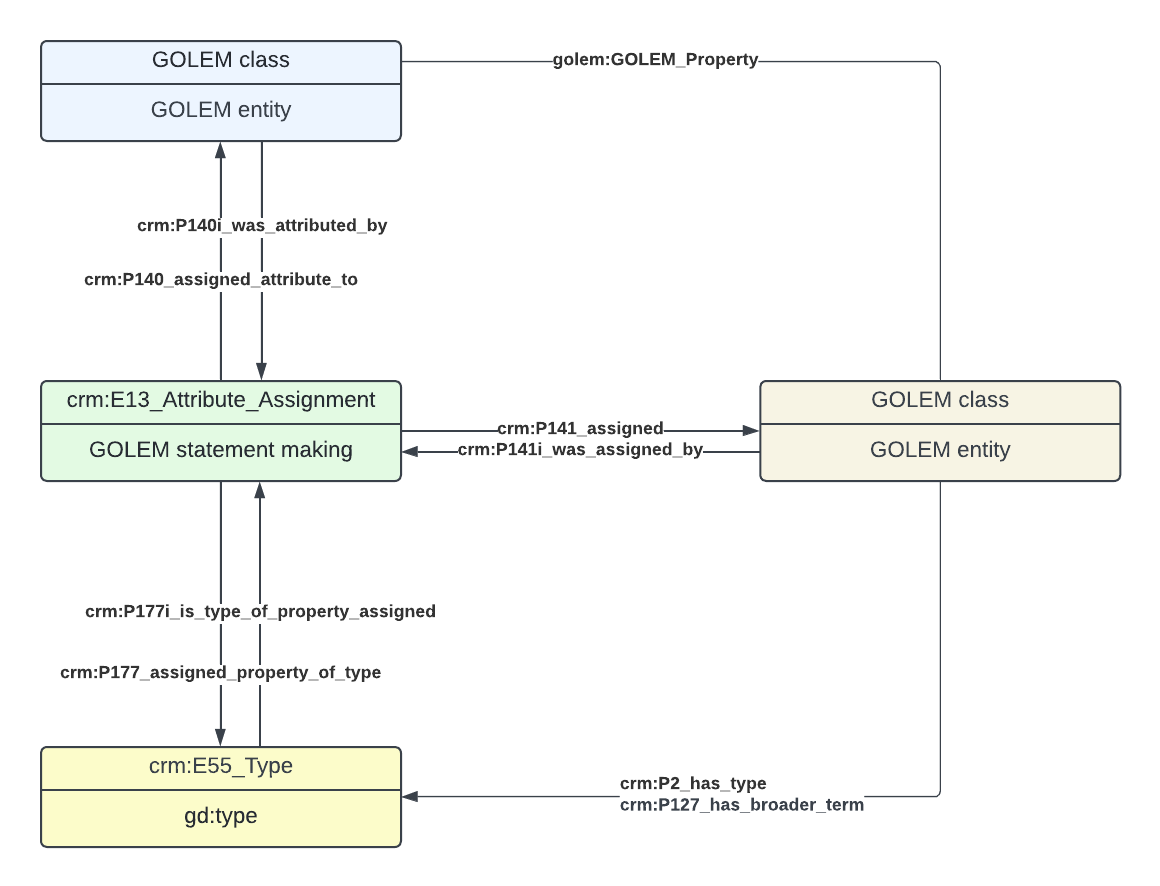 GOLEM class
golem:GOLEM_Property
GOLEM entity
crm:P140i_was_attributed_by
crm:P140_assigned_attribute_to
crm:E13_Attribute_Assignment
GOLEM class
crm:P141_assigned
GOLEM statement making
crm:P141i_was_assigned_by
GOLEM entity
crm:P177i_is_type_of_property_assigned
crm:P177_assigned_property_of_type
crm:E55_Type
crm:P2_has_type
crm:P127_has_broader_term
gd:type